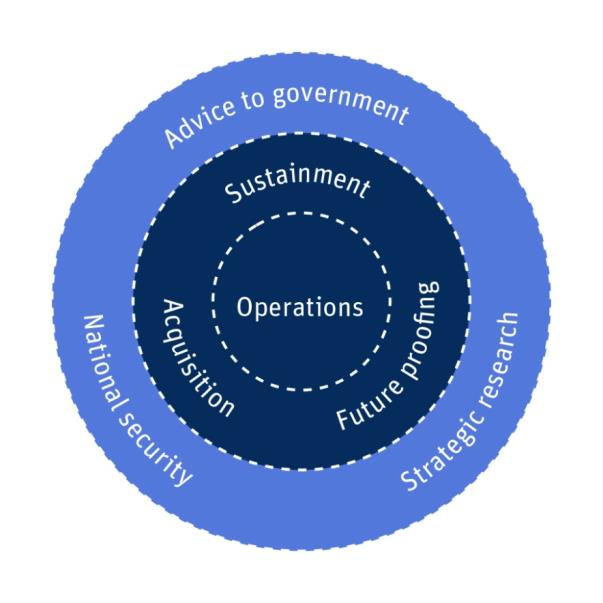 Advice to government
Sustainment
Operations
Acquisition
Future proofing
National security
Strategic research